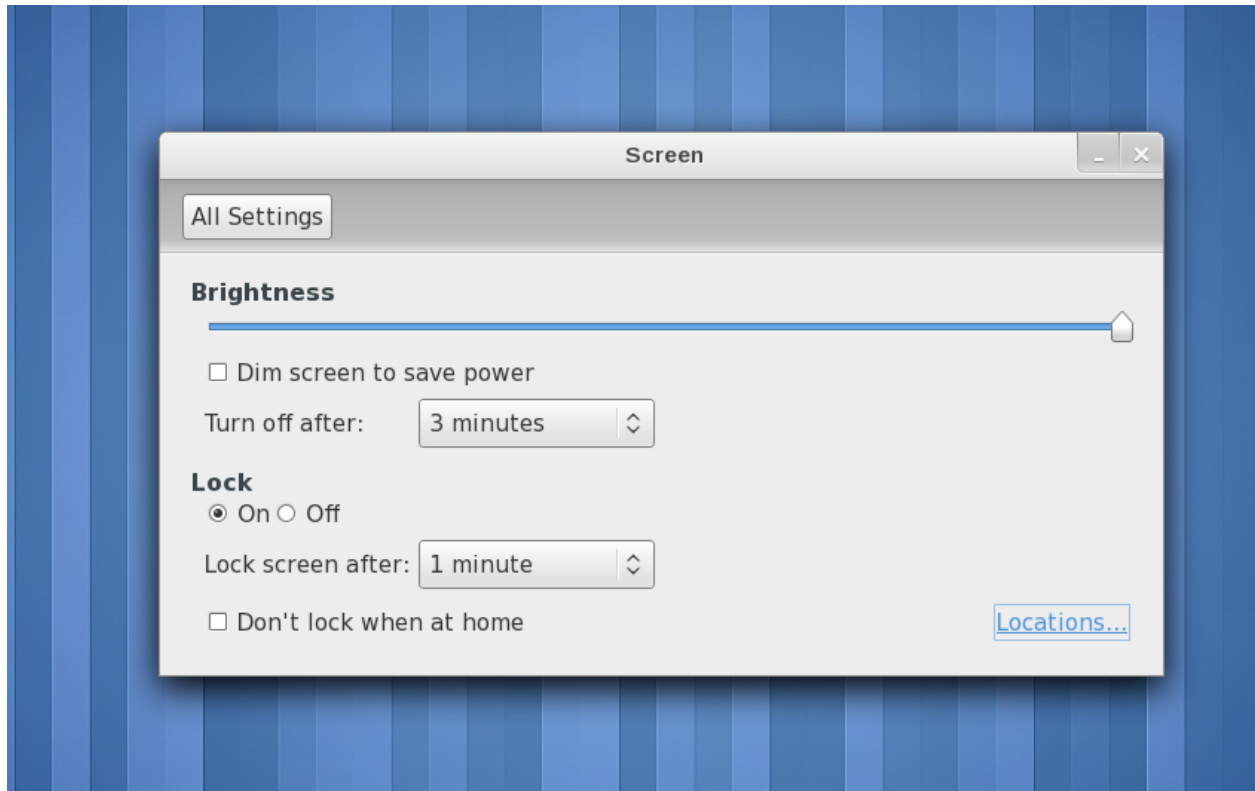 Screen
All Settings
Brightness
Dim screen to save power
Turn off after: 3 minutes
Lock
On Off
Lock screen after: 1 minute
Don't lock when at home Locations...